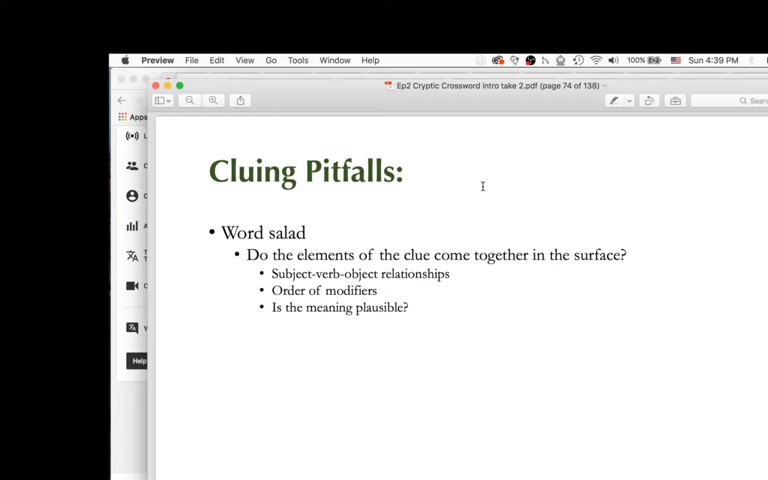 Preview File Edit View Go Tools Window Help 100% Sun 4:39 PM
Ep2 Cryptic Crossword intro take 2.pdf (page 74 of 138)
Apps
Cluing Pitfalls:
• Word salad
• Do the elements of the clue come together in the surface?
• Subject-verb-object relationships
• Order of modifiers
• Is the meaning plausible?
Help